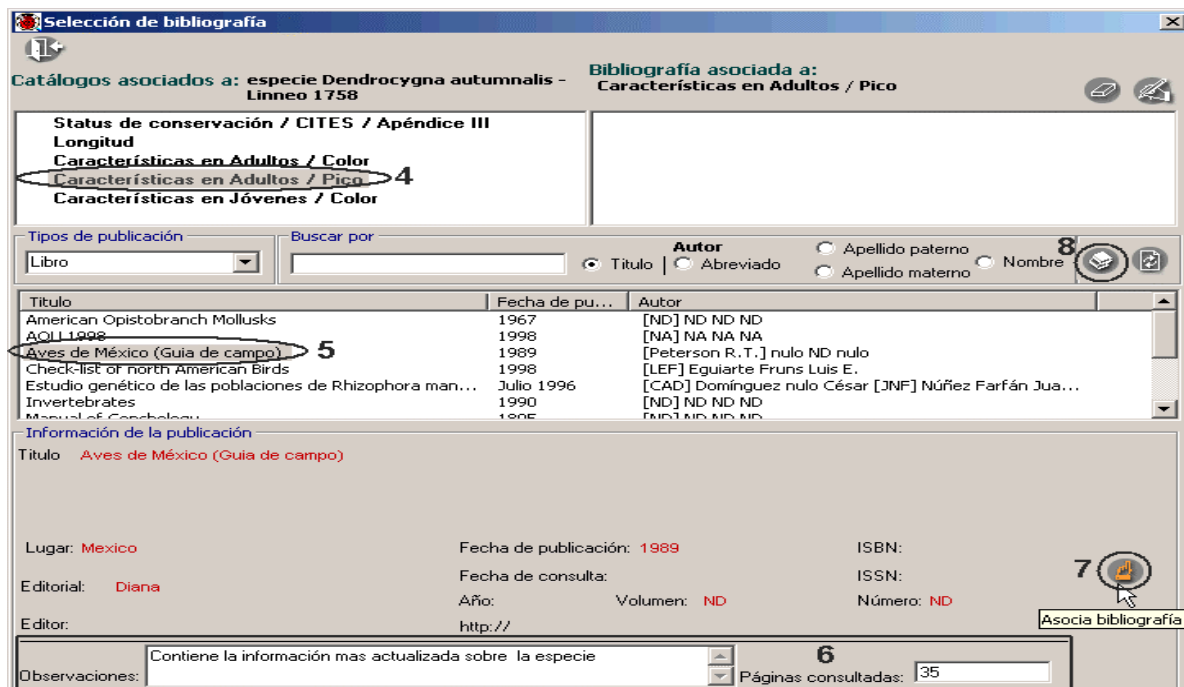 Selección de bibliografía
Catálogos asociados a: especie Dendrocygna autumnalis -
Linneo 1758
Bibliografía asociada a:
Características en Adultos / Pico
Status de conservación / CITES / Apéndice III
Longitud
Características en Adultos / Color
Características en Adultos / Pico 4
Características en Jóvenes / Color
Tipos de publicación
Libro
Buscar por
Titulo | Autor Abreviado
Apellido paterno
Apellido materno
Nombre
8
Titulo Fecha de pu... Autor
American Opistobranch Mollusks 1967 [ND] ND ND ND
AOU 1998 1998 [NA] NA NA NA
Aves de México (Guia de campo) 5 1989 [Peterson R.T.] nulo ND nulo
Check-list of north American Birds 1998 [LEF] Eguiarte Fruns Luis E.
Estudio genético de las poblaciones de Rhizophora man... Julio 1996 [CAD] Domínguez nulo César [JNF] Núñez Farfán Jua...
Invertebrates 1990 [ND] ND ND ND
Información de la publicación
Titulo Aves de México (Guia de campo)
Lugar: Mexico Fecha de publicación: 1989 ISBN:
Editorial: Diana Fecha de consulta: ISSN:
7
Año: Volumen: ND Número: ND
Asocia bibliografía
Editor: http://
Observaciones: Contiene la información mas actualizada sobre la especie
6
Páginas consultadas: 35